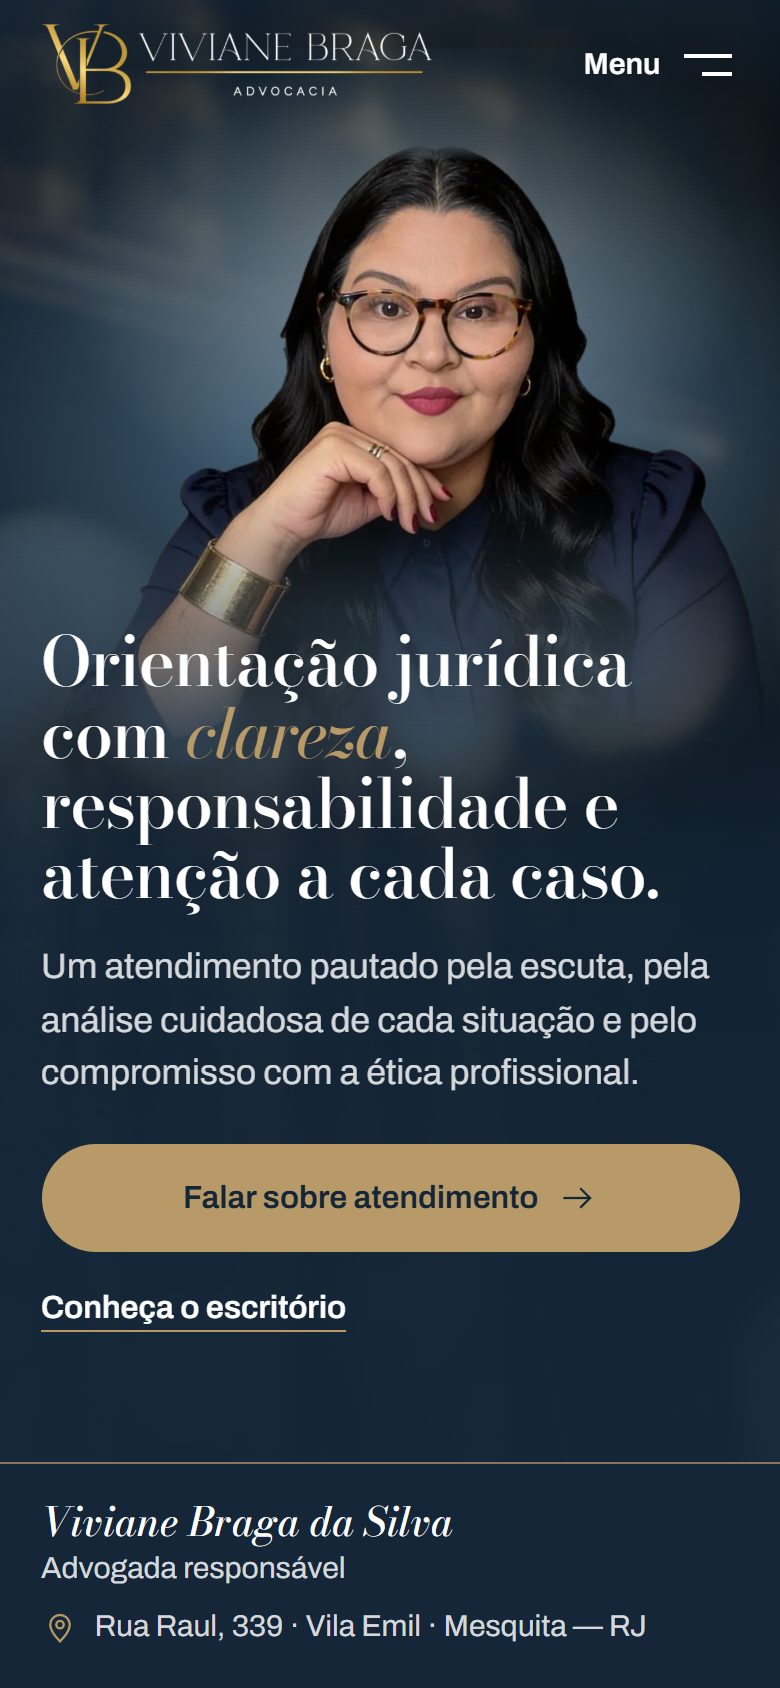 VB VIVIANE BRAGA
ADVOCACIA
Menu
Orientação jurídica
com clareza,
responsabilidade e
atenção a cada caso.
Um atendimento pautado pela escuta, pela
análise cuidadosa de cada situação e pelo
compromisso com a ética profissional.
Falar sobre atendimento →
Conheça o escritório
Viviane Braga da Silva
Advogada responsável
Rua Raul, 339 · Vila Emil · Mesquita — RJ